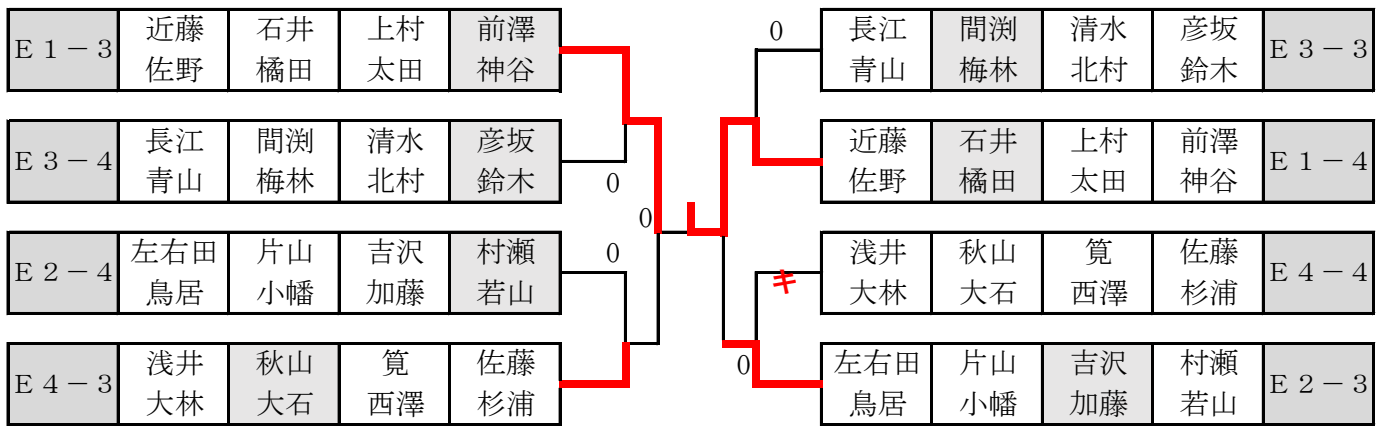 E1-3 近藤 石井 上村 前澤
佐野 橘田 太田 神谷
0 長江 間渕 清水 彦坂 E3-3
青山 梅林 北村 鈴木
E3-4 長江 間渕 清水 彦坂
青山 梅林 北村 鈴木
0
近藤 石井 上村 前澤 E1-4
佐野 橘田 太田 神谷
0
E2-4 左右田 片山 吉沢 村瀬
鳥居 小幡 加藤 若山
0
キ 浅井 秋山 筧 佐藤 E4-4
大林 大石 西澤 杉浦
E4-3 浅井 秋山 筧 佐藤
大林 大石 西澤 杉浦
0 左右田 片山 吉沢 村瀬 E2-3
鳥居 小幡 加藤 若山